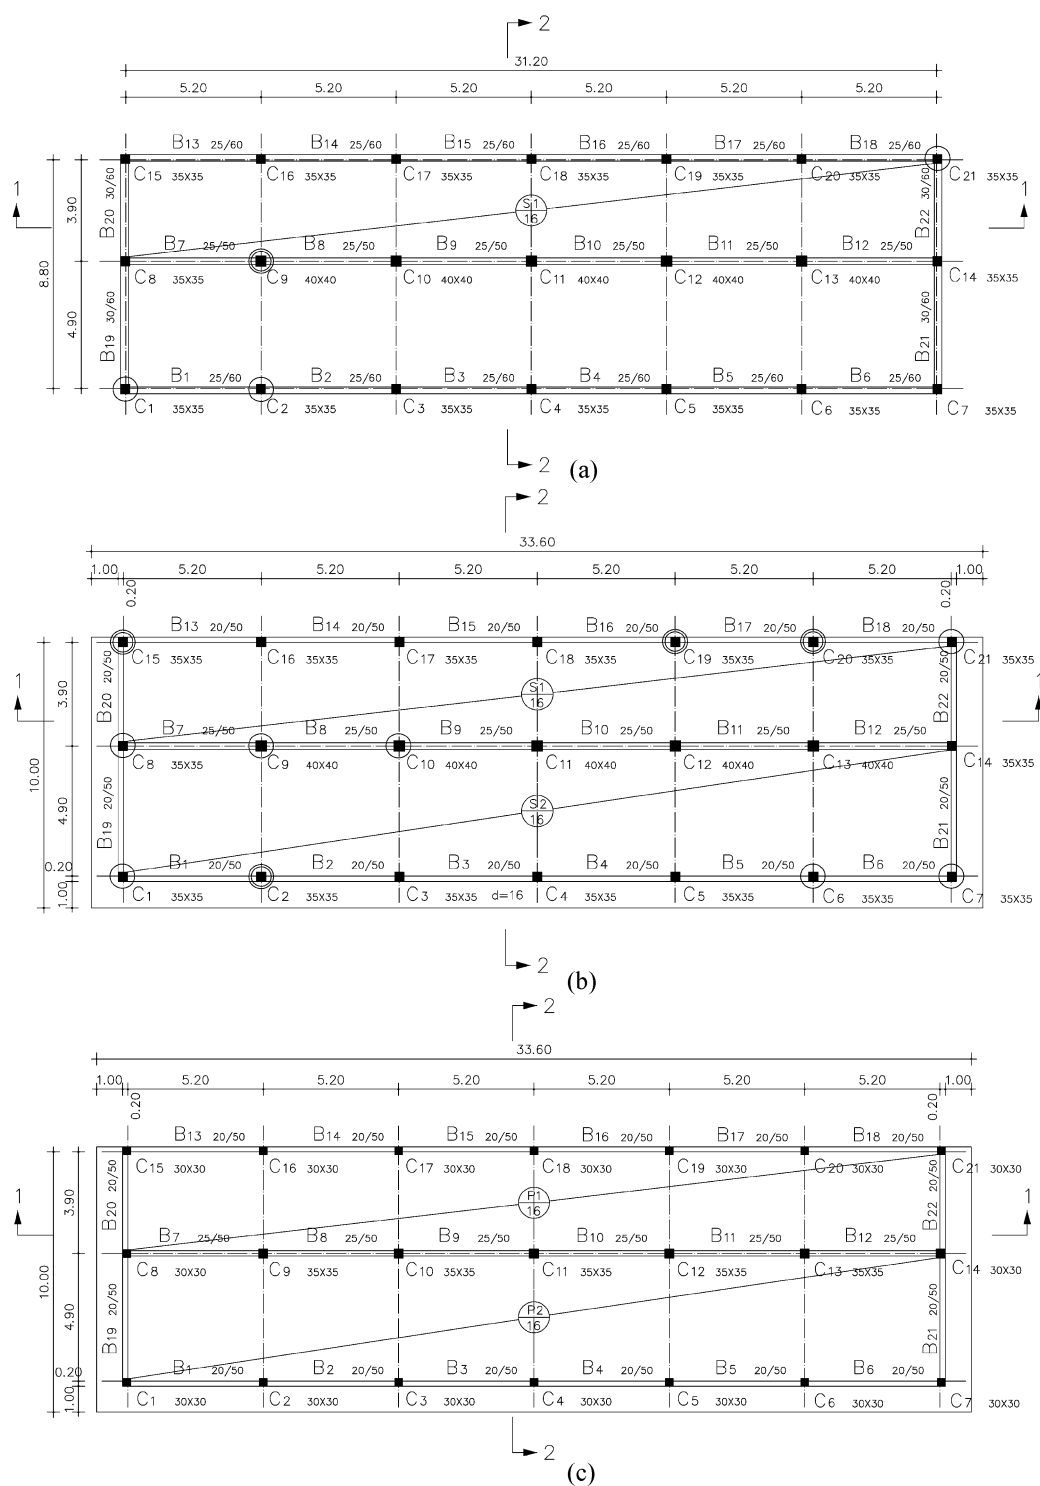 2
31.20
5.20 5.20 5.20 5.20 5.20 5.20
B13 25/60 B14 25/60 B15 25/60 B16 25/60 B17 25/60 B18 25/60
C15 35X35 C16 35X35 C17 35X35 C18 35X35 C19 35X35 C20 35X35 C21 35X35
1 3.90 B20 30/60 S1 16 B22 30/60 1
B7 25/50 B8 25/50 B9 25/50 B10 25/50 B11 25/50 B12 25/50
C8 35X35 C9 40X40 C10 40X40 C11 40X40 C12 40X40 C13 40X40 C14 35X35
8.80 4.90 B19 30/60 B21 30/60
B1 25/60 B2 25/60 B3 25/60 B4 25/60 B5 25/60 B6 25/60
C1 35X35 C2 35X35 C3 35X35 C4 35X35 C5 35X35 C6 35X35 C7 35X35
2 (a)
2
33.60
1.00 5.20 5.20 5.20 5.20 5.20 5.20 1.00
0.20 0.20
B13 20/50 B14 20/50 B15 20/50 B16 20/50 B17 20/50 B18 20/50
C15 35X35 C16 35X35 C17 35X35 C18 35X35 C19 35X35 C20 35X35 C21 35X35
1 3.90 B20 20/50 S1 16 B22 20/50 1
B7 25/50 B8 25/50 B9 25/50 B10 25/50 B11 25/50 B12 25/50
C8 35X35 C9 40X40 C10 40X40 C11 40X40 C12 40X40 C13 40X40 C14 35X35
10.00 4.90 B19 20/50 S2 16 B21 20/50
0.20 B1 20/50 B2 20/50 B3 20/50 B4 20/50 B5 20/50 B6 20/50
1.00 C1 35X35 C2 35X35 C3 35X35 d=16 C4 35X35 C5 35X35 C6 35X35 C7 35X35
2 (b)
2
33.60
1.00 5.20 5.20 5.20 5.20 5.20 5.20 1.00
0.20 0.20
B13 20/50 B14 20/50 B15 20/50 B16 20/50 B17 20/50 B18 20/50
C15 30X30 C16 30X30 C17 30X30 C18 30X30 C19 30X30 C20 30X30 C21 30X30
1 3.90 B20 20/50 P1 16 B22 20/50 1
B7 25/50 B8 25/50 B9 25/50 B10 25/50 B11 25/50 B12 25/50
C8 30X30 C9 35X35 C10 35X35 C11 35X35 C12 35X35 C13 35X35 C14 30X30
10.00 4.90 B19 20/50 P2 16 B21 20/50
0.20 B1 20/50 B2 20/50 B3 20/50 B4 20/50 B5 20/50 B6 20/50
1.00 C1 30X30 C2 30X30 C3 30X30 C4 30X30 C5 30X30 C6 30X30 C7 30X30
2 (c)